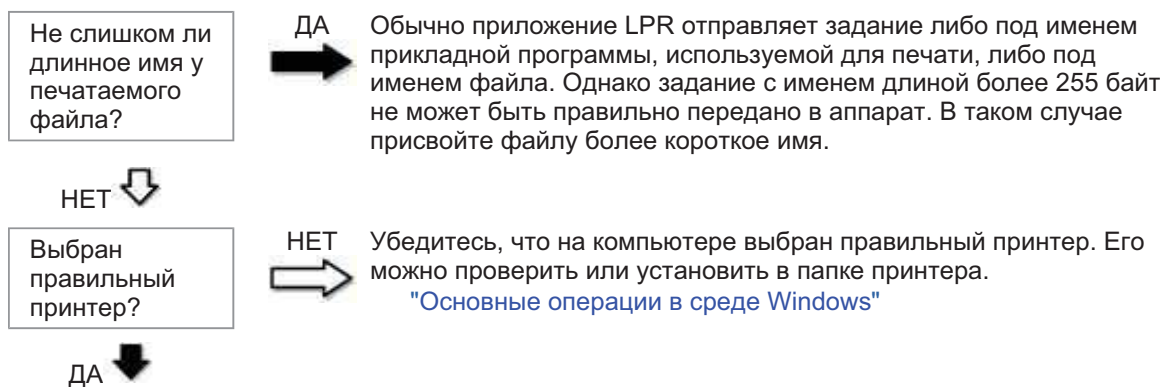 Не слишком ли
длинное имя у
печатаемого
файла?
ДА
Обычно приложение LPR отправляет задание либо под именем
прикладной программы, используемой для печати, либо под
именем файла. Однако задание с именем длиной более 255 байт
не может быть правильно передано в аппарат. В таком случае
присвойте файлу более короткое имя.
НЕТ
Выбран
правильный
принтер?
НЕТ
Убедитесь, что на компьютере выбран правильный принтер. Его
можно проверить или установить в папке принтера.
"Основные операции в среде Windows"
ДА